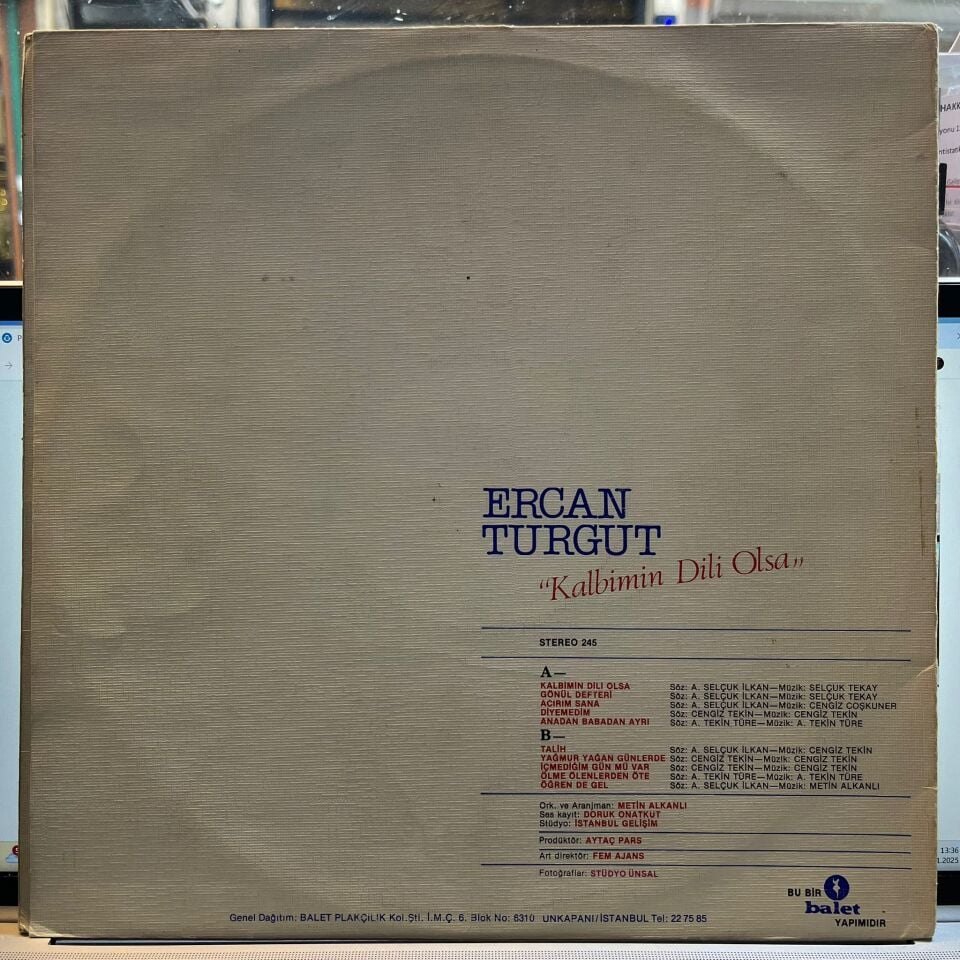 ERCAN
TURGUT
“Kalbimin Dili Olsa„
STEREO 245
A—
KALBİMİN DİLİ OLSA Söz: A. SELÇUK İLKAN—Müzik: SELÇUK TEKAY
GÖNÜL DEFTERİ Söz: A. SELÇUK İLKAN—Müzik: SELÇUK TEKAY
ACIRIM SANA Söz: A. SELÇUK İLKAN—Müzik: CENGİZ COŞKUNER
DİYEMEDİM Söz: CENGİZ TEKİN—Müzik: CENGİZ TEKİN
ANADAN BABADAN AYRI Söz: A. TEKİN TÜRE—Müzik: A. TEKİN TÜRE
B—
TALİH Söz: A. SELÇUK İLKAN—Müzik: CENGİZ TEKİN
YAĞMUR YAĞAN GÜNLERDE Söz: CENGİZ TEKİN—Müzik: CENGİZ TEKİN
İÇMEDİĞİM GÜN MÜ VAR Söz: CENGİZ TEKİN—Müzik: CENGİZ TEKİN
ÖLME ÖLENLERDEN ÖTE Söz: A. TEKİN TÜRE—Müzik: A. TEKİN TÜRE
ÖĞREN DE GEL Söz: A. SELÇUK İLKAN—Müzik: METİN ALKANLI
Ork. ve Aranjman: METİN ALKANLI
Ses kayıt: DORUK ONATKUT
Stüdyo: İSTANBUL GELİŞİM
Prodüktör: AYTAÇ PARS
Art direktör: FEM AJANS
Fotoğraflar: STÜDYO ÜNSAL
BU BİR
balet
YAPIMIDIR
Genel Dağıtım: BALET PLAKÇILIK Kol.Şti. İ.M.Ç. 6. Blok No: 6310 UNKAPANI/İSTANBUL Tel: 22 75 85
13:36